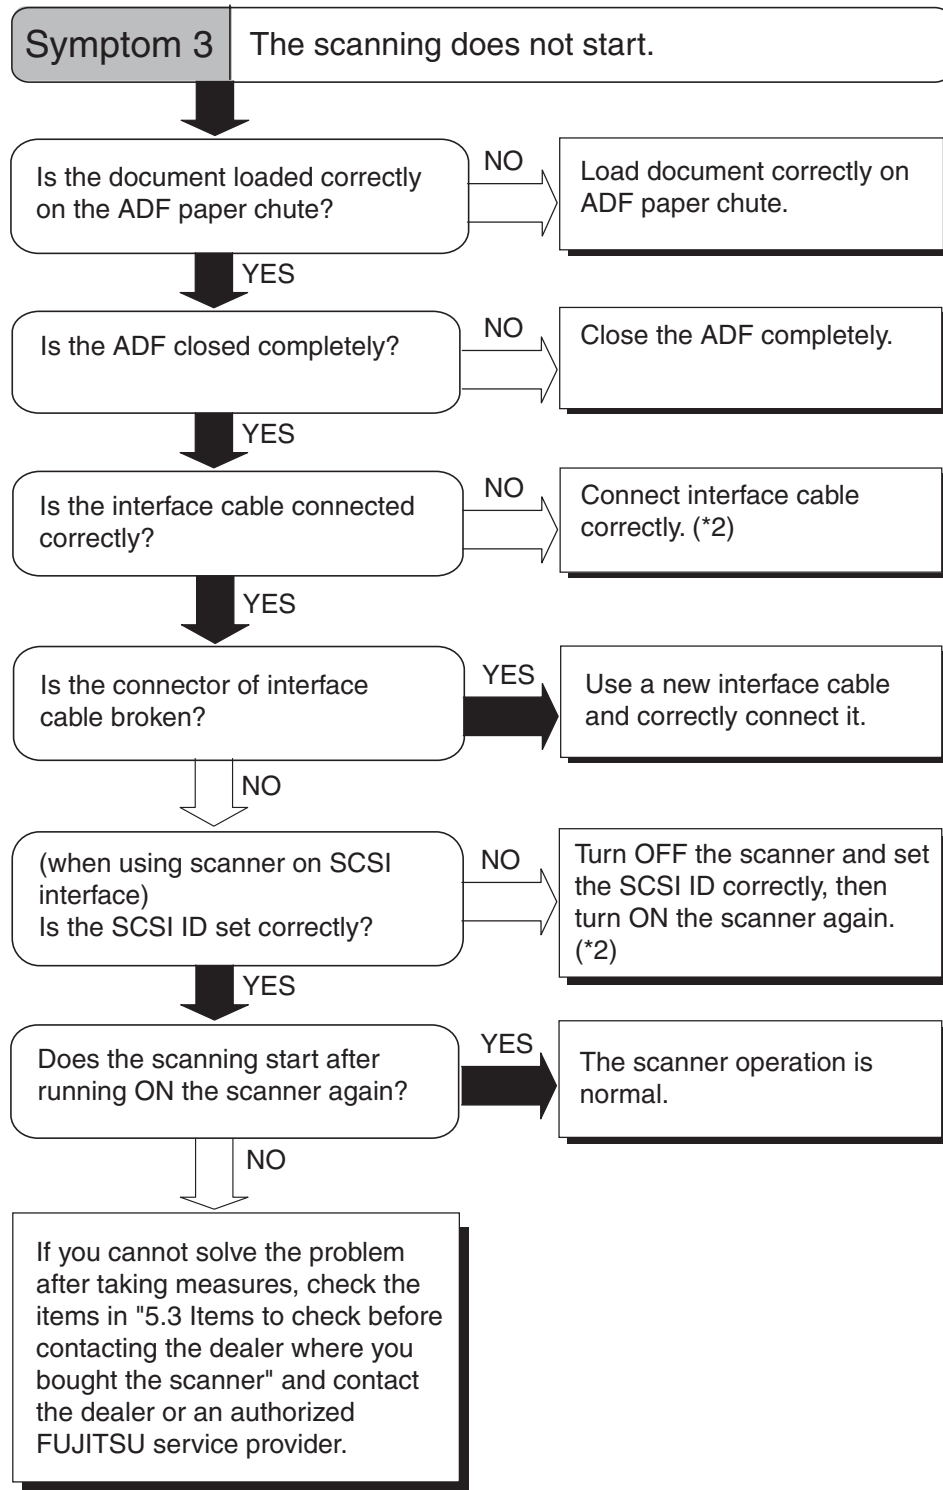 Symptom 3
The scanning does not start.
Is the document loaded correctly
on the ADF paper chute?
NO
Load document correctly on
ADF paper chute.
YES
Is the ADF closed completely?
NO
Close the ADF completely.
YES
Is the interface cable connected
correctly?
NO
Connect interface cable
correctly. (*2)
YES
Is the connector of interface
cable broken?
YES
Use a new interface cable
and correctly connect it.
NO
(when using scanner on SCSI
interface)
Is the SCSI ID set correctly?
NO
Turn OFF the scanner and set
the SCSI ID correctly, then
turn ON the scanner again.
(*2)
YES
Does the scanning start after
running ON the scanner again?
YES
The scanner operation is
normal.
NO
If you cannot solve the problem
after taking measures, check the
items in "5.3 Items to check before
contacting the dealer where you
bought the scanner" and contact
the dealer or an authorized
FUJITSU service provider.